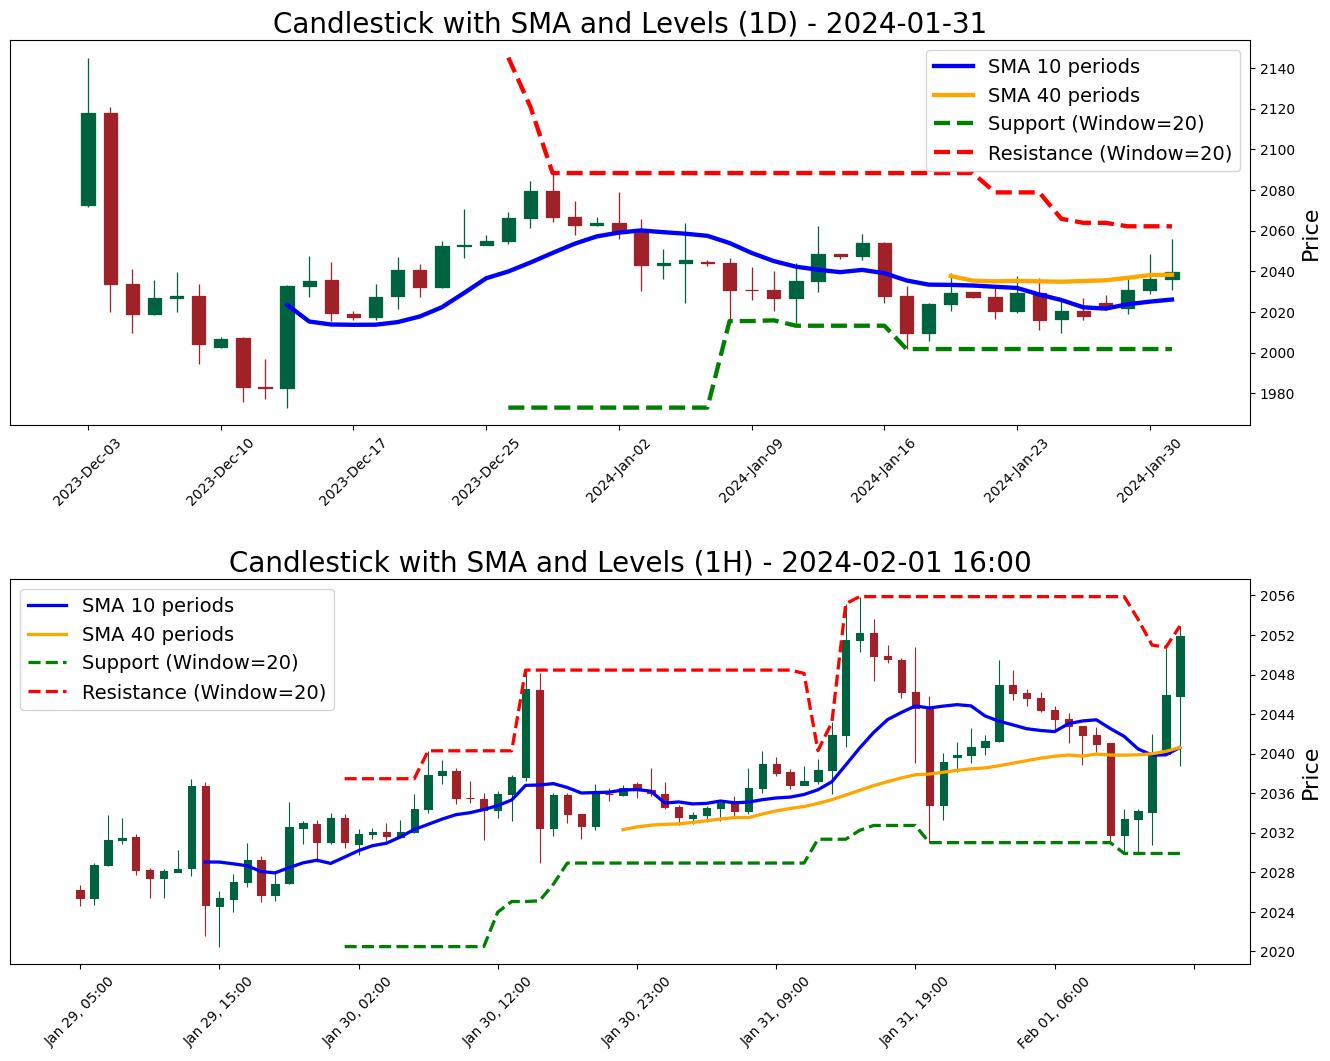 Candlestick with SMA and Levels (1D) - 2024-01-31
SMA 10 periods
SMA 40 periods
Support (Window=20)
Resistance (Window=20)
2140
2120
2100
2080
2060
2040
2020
2000
1980
Price
2023-Dec-03
2023-Dec-10
2023-Dec-17
2023-Dec-25
2024-Jan-02
2024-Jan-09
2024-Jan-16
2024-Jan-23
2024-Jan-30
Candlestick with SMA and Levels (1H) - 2024-02-01 16:00
SMA 10 periods
SMA 40 periods
Support (Window=20)
Resistance (Window=20)
2056
2052
2048
2044
2040
2036
2032
2028
2024
2020
Price
Jan 29, 05:00
Jan 29, 15:00
Jan 30, 02:00
Jan 30, 12:00
Jan 30, 23:00
Jan 31, 09:00
Jan 31, 19:00
Feb 01, 06:00